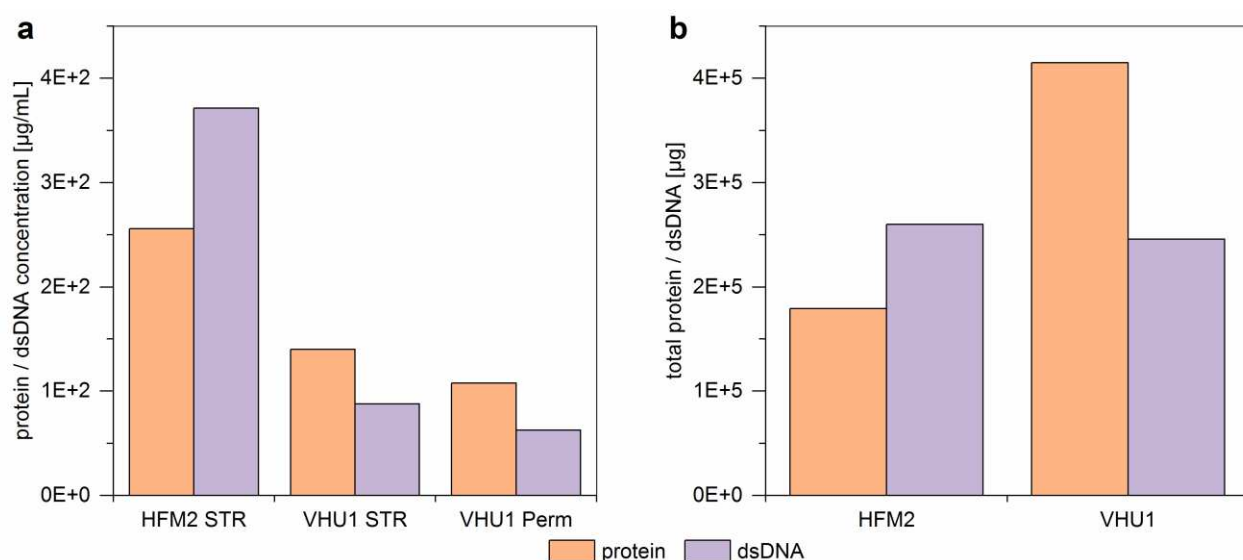 a
protein / dsDNA concentration [µg/mL]
4E+2
3E+2
2E+2
1E+2
0E+0
HFM2 STR VHU1 STR VHU1 Perm
b
total protein / dsDNA [µg]
4E+5
3E+5
2E+5
1E+5
0E+0
HFM2 VHU1
protein dsDNA